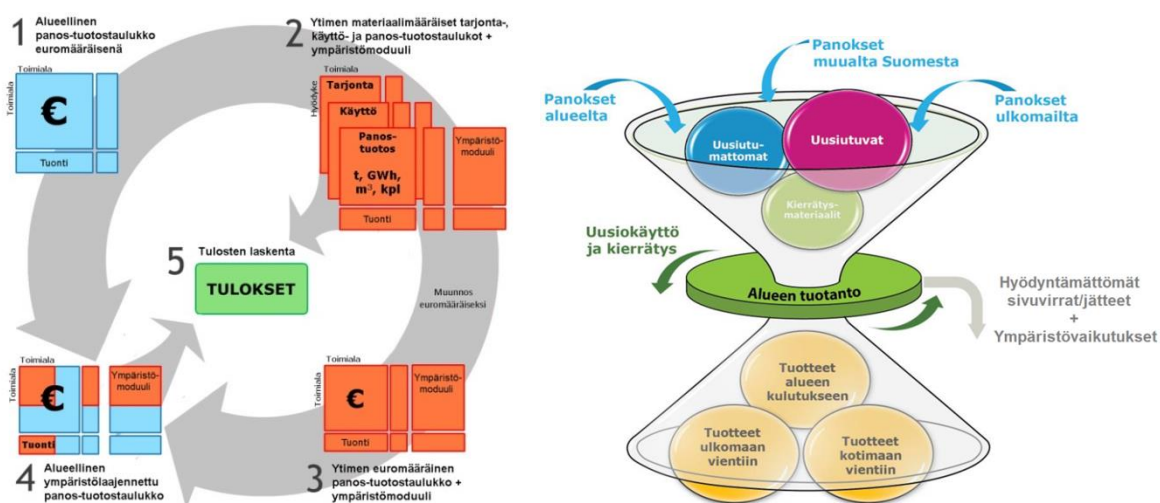 1
Alueellinen
panos-tuotostaulukko
euromääräisenä
Toimiala
Toimiala
€
Tuonti
2
Ytimen materiaalimääräiset tarjonta-,
käyttö- ja panos-tuotostaulukot +
ympäristömoduuli
Toimiala
Hyödyke
Tarjonta
Käyttö
Panos-
tuotos
t, GWh,
m³, kpl
Tuonti
Ympäristö-
moduuli
5
Tulosten laskenta
TULOKSET
Muunnos
euromääräiseksi
Toimiala
Toimiala
€
Tuonti
Ympäristö-
moduuli
4
Alueellinen
ympäristölaajennettu
panos-tuotostaulukko
Toimiala
Toimiala
€
Tuonti
Ympäristö-
moduuli
3
Ytimen euromääräinen
panos-tuotostaulukko +
ympäristömoduuli
Panokset
muualta Suomesta
Panokset
alueelta
Panokset
ulkomailta
Uusiutu-
mattomat
Uusiutuvat
Kierrätys-
materiaalit
Uusiokäyttö
ja kierrätys
Alueen tuotanto
Hyödyntämättömät
sivuvirrat/jätteet
+
Ympäristövaikutukset
Tuotteet
alueen
kulutukseen
Tuotteet
ulkomaan
vientiin
Tuotteet
kotimaan
vientiin